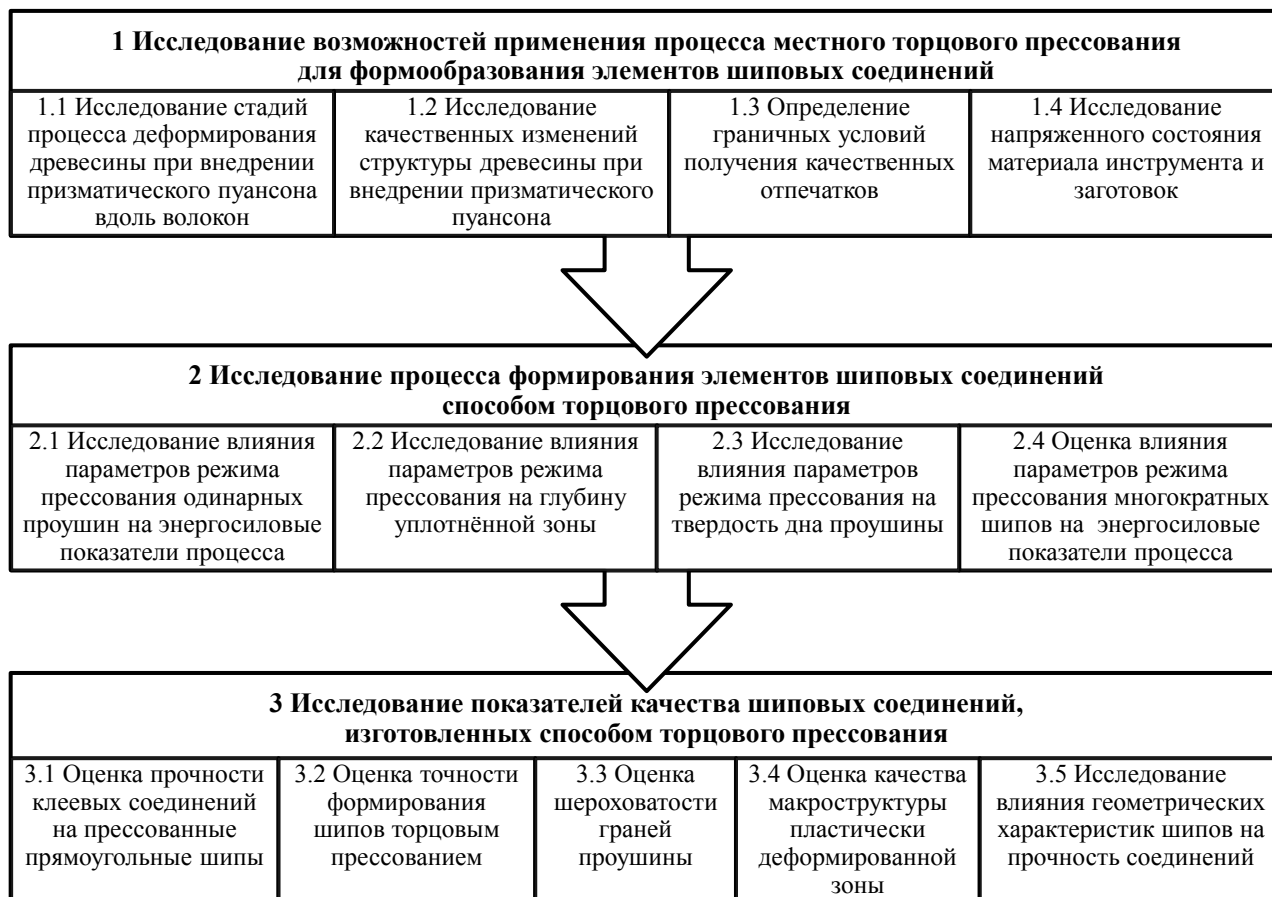 1 Исследование возможностей применения процесса местного торцового прессования
для формообразования элементов шиповых соединений
1.1 Исследование стадий
процесса деформирования
древесины при внедрении
призматического пуансона
вдоль волокон
1.2 Исследование
качественных изменений
структуры древесины при
внедрении призматического
пуансона
1.3 Определение
граничных условий
получения качественных
отпечатков
1.4 Исследование
напряженного состояния
материала инструмента и
заготовок
2 Исследование процесса формирования элементов шиповых соединений
способом торцового прессования
2.1 Исследование влияния
параметров режима
прессования одинарных
проушин на энергосиловые
показатели процесса
2.2 Исследование влияния
параметров режима
прессования на глубину
уплотнённой зоны
2.3 Исследование
влияния параметров
режима прессования на
твердость дна проушины
2.4 Оценка влияния
параметров режима
прессования многократных
шипов на энергосиловые
показатели процесса
3 Исследование показателей качества шиповых соединений,
изготовленных способом торцового прессования
3.1 Оценка прочности
клеевых соединений
на прессованные
прямоугольные шипы
3.2 Оценка точности
формирования
шипов торцовым
прессованием
3.3 Оценка
шероховатости
граней
проушины
3.4 Оценка качества
макроструктуры
пластически
деформированной
зоны
3.5 Исследование
влияния геометрических
характеристик шипов на
прочность соединений